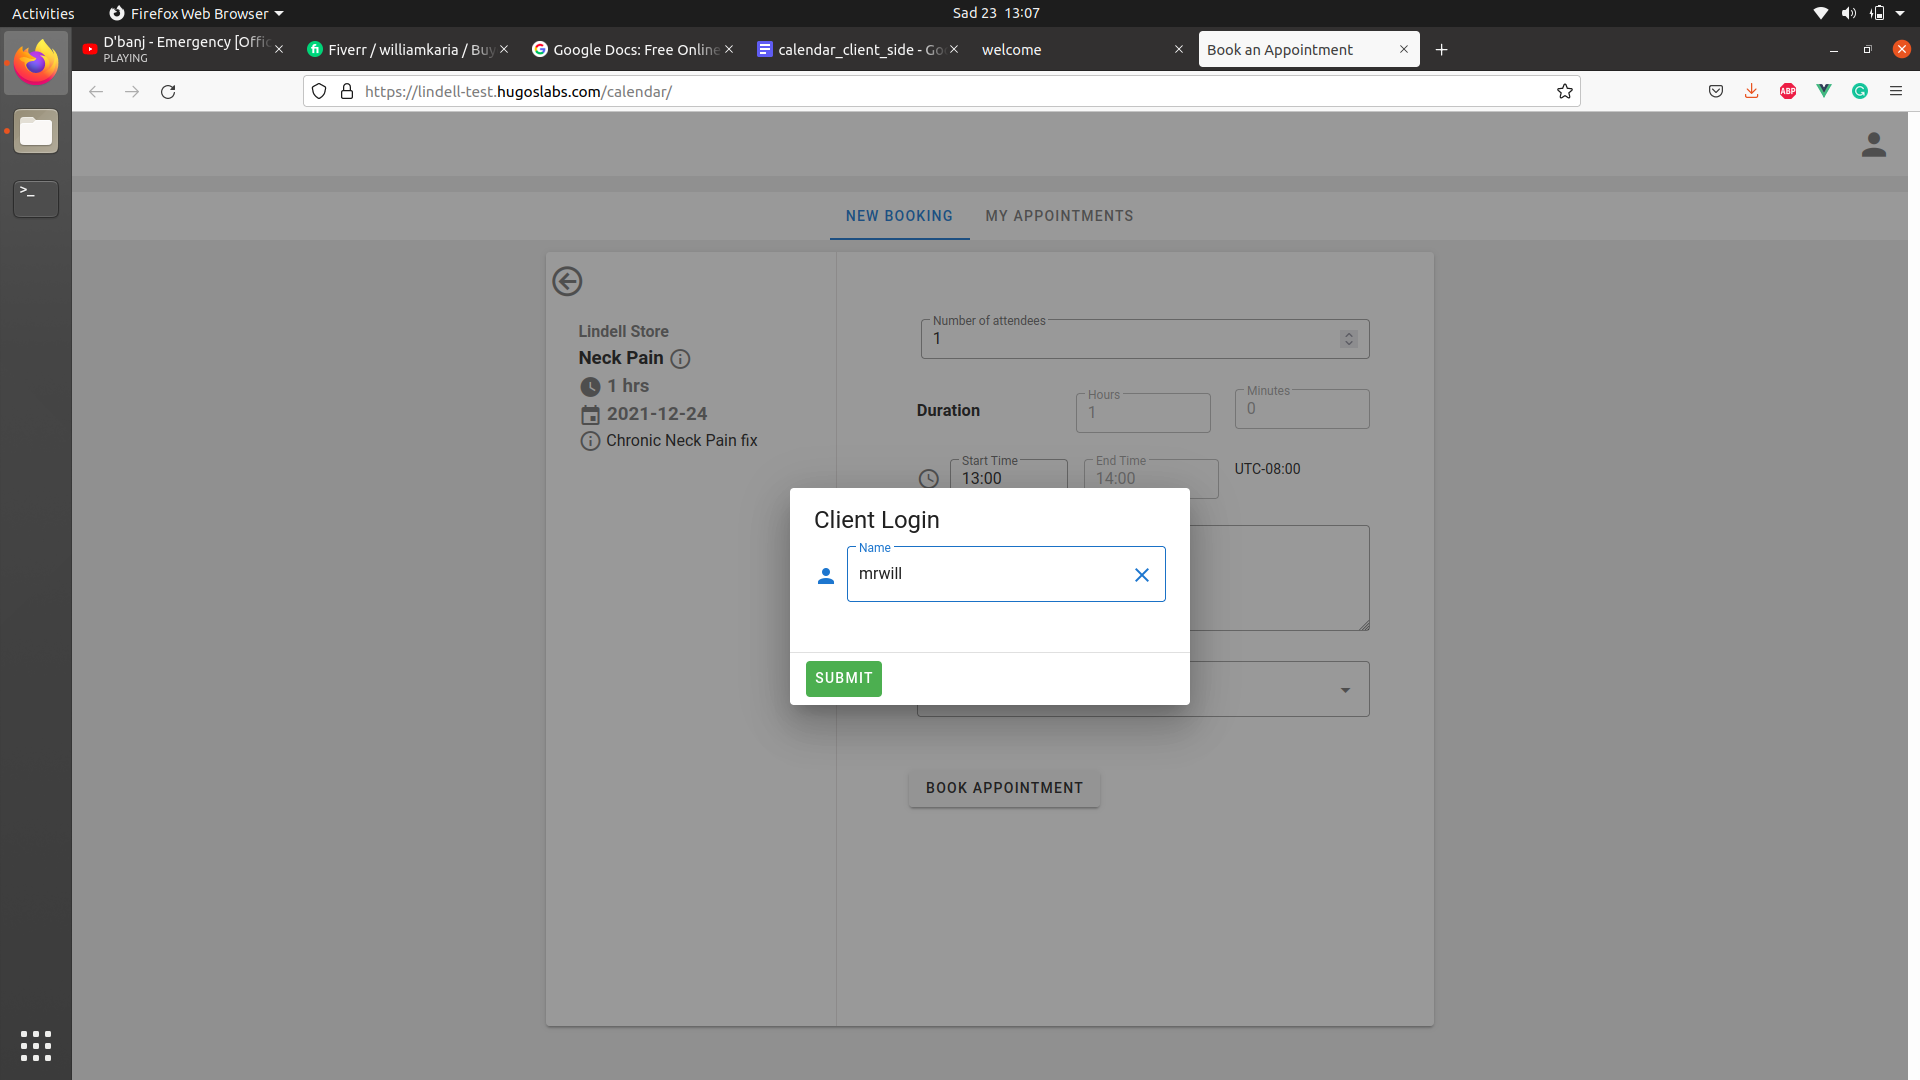 Activities
Firefox Web Browser
Sad 23 13:07
D'banj - Emergency [Offic
PLAYING
Fiverr / williamkaria / Buy
Google Docs: Free Online
calendar_client_side - Go
welcome
Book an Appointment
https://lindell-test.hugoslabs.com/calendar/
ABP
NEW BOOKING
MY APPOINTMENTS
Lindell Store
Neck Pain
1 hrs
2021-12-24
Chronic Neck Pain fix
Number of attendees
1
Duration
Hours
1
Minutes
0
Start Time
13:00
End Time
14:00
UTC-08:00
Client Login
Name
mrwill
SUBMIT
BOOK APPOINTMENT